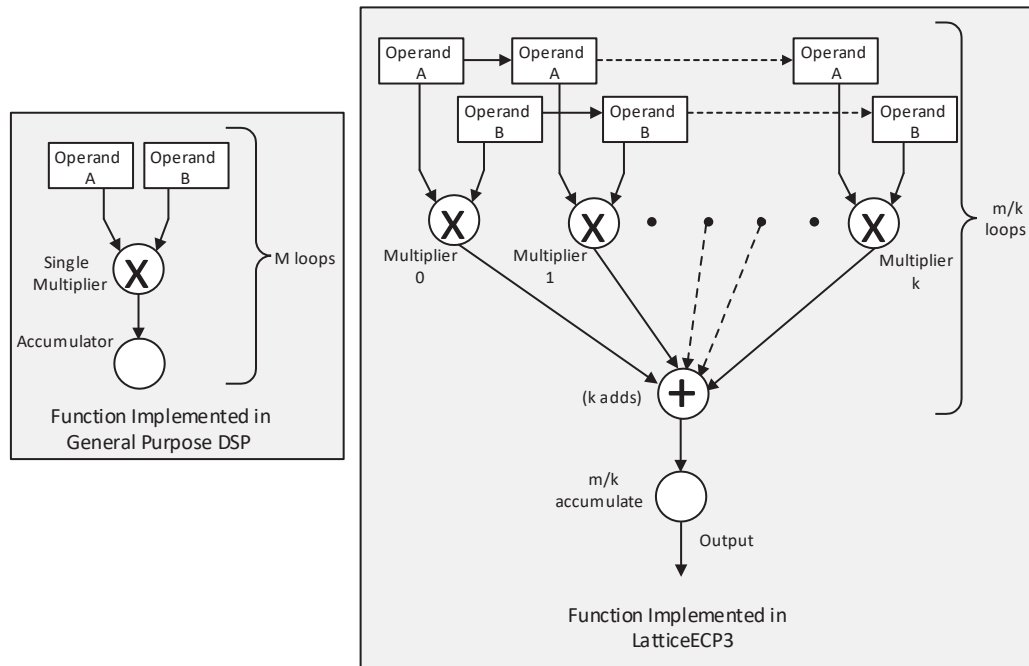 Operand
A
Operand
B
Single
Multiplier
X
Accumulator
M loops
Function Implemented in
General Purpose DSP
Operand
A
Operand
A
Operand
A
Operand
B
Operand
B
Operand
B
X
X
X
Multiplier
0
Multiplier
1
Multiplier
k
m/k
loops
(k adds)
+
m/k
accumulate
Output
Function Implemented in
LatticeECP3